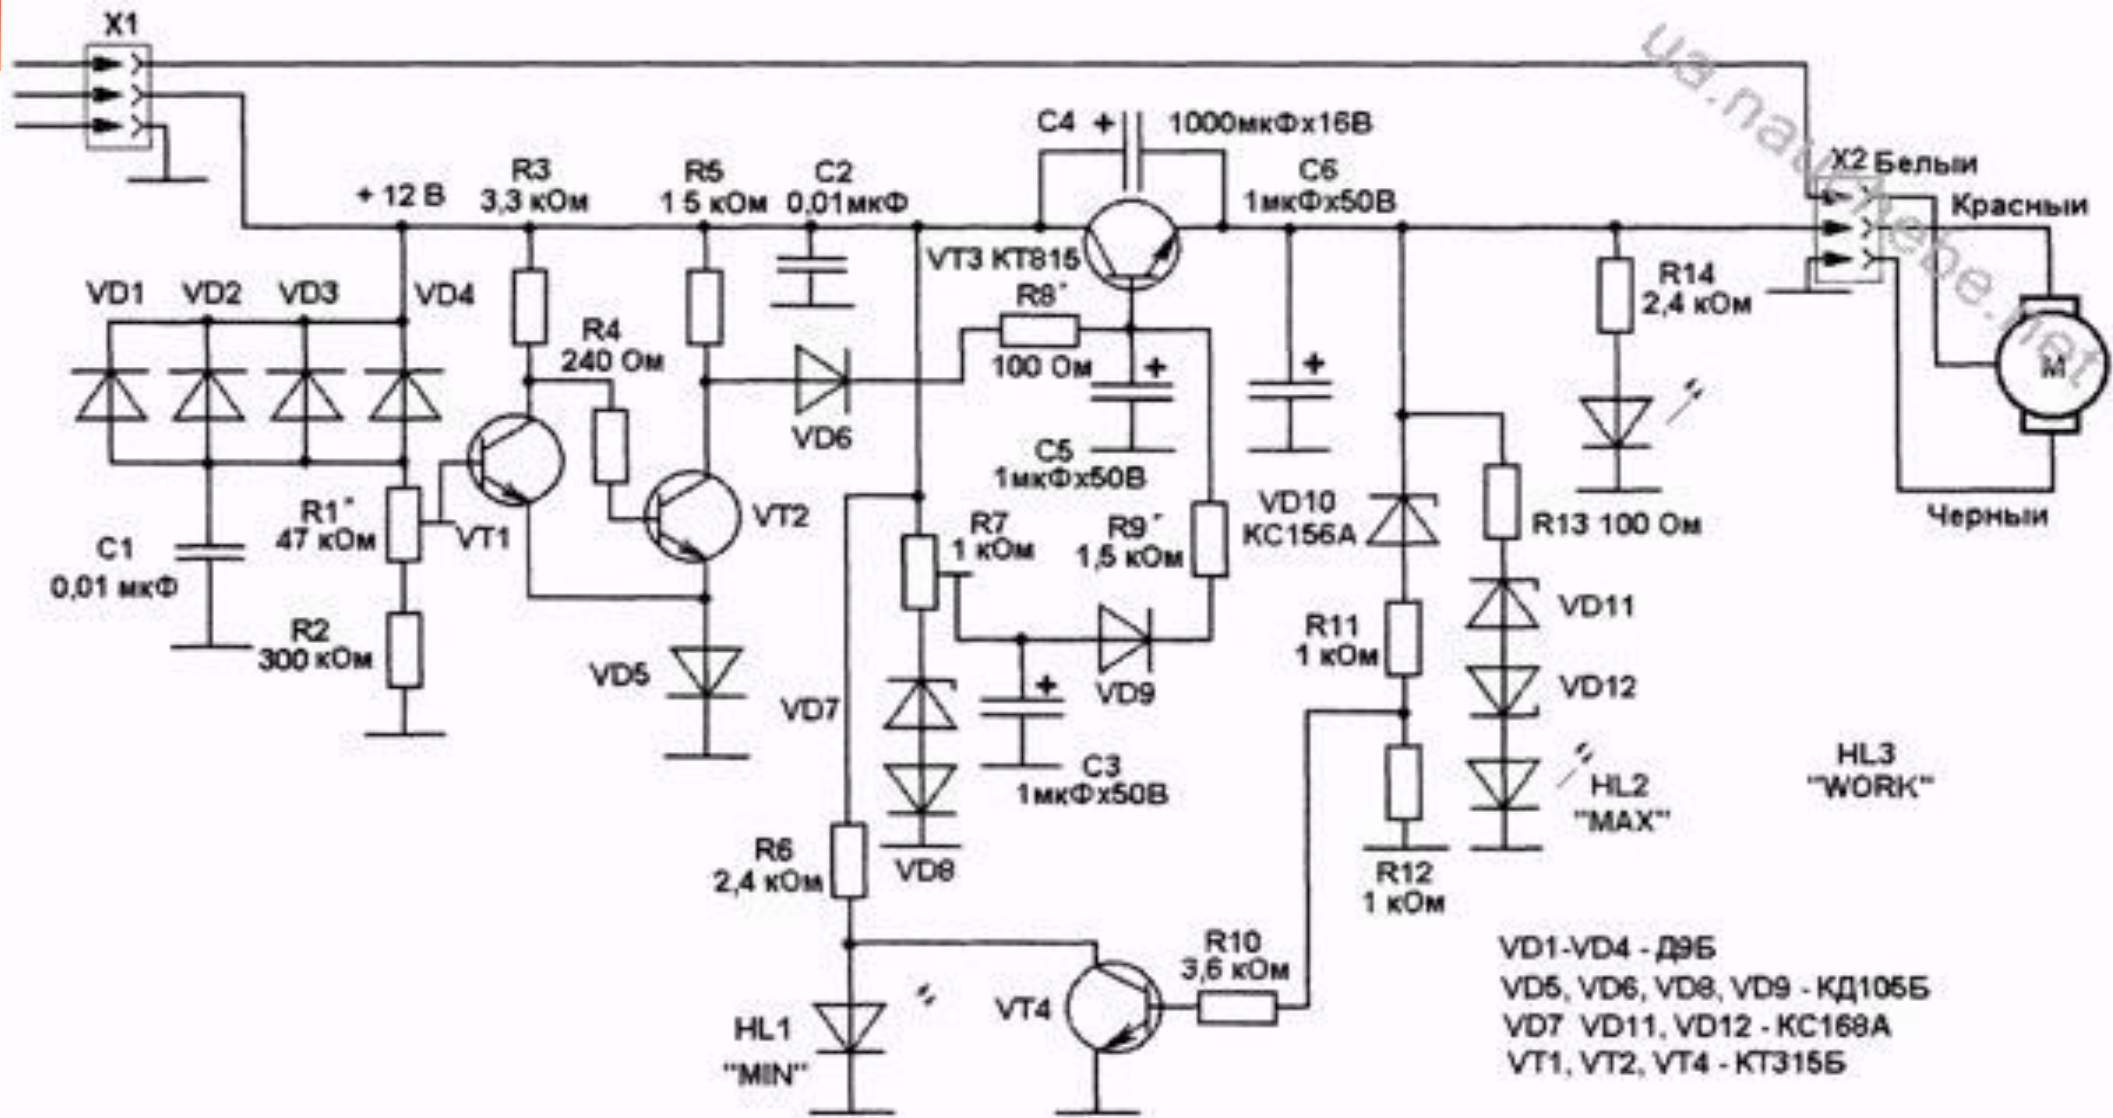 X1
C4 +
1000мкФх16В
+ 12 В
R3
3,3 кОм
R5
1 5 кОм
C2
0,01мкФ
C6
1мкФх50В
X2 Белый
Красный
VD1
VD2
VD3
VD4
VT3 КТ815
R8*
100 Ом
R14
2,4 кОм
R4
240 Ом
+
+
M
VD6
C5
1мкФх50В
R1*
47 кОм
VT1
VT2
R7
1 кОм
R9*
1,5 кОм
VD10
КС156А
R13 100 Ом
Черный
C1
0,01 мкФ
R2
300 кОм
VD5
VD7
+
VD9
R11
1 кОм
VD11
VD12
C3
1мкФх50В
HL2
"MAX"
HL3
"WORK"
R6
2,4 кОм
VD8
R12
1 кОм
R10
3,6 кОм
HL1
"MIN"
VT4
VD1-VD4 - Д9Б
VD5, VD6, VD8, VD9 - КД105Б
VD7 VD11, VD12 - КС168А
VT1, VT2, VT4 - КТ315Б